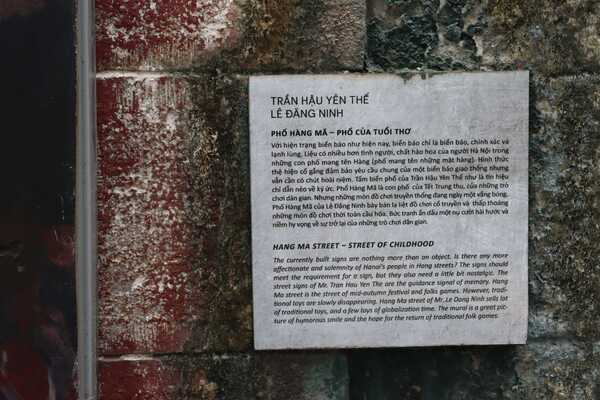 TRẦN HẬU YÊN THẾ
LÊ ĐĂNG NINH
PHỐ HÀNG MÃ – PHỐ CỦA TUỔI THƠ
Với hiện trạng biển báo như hiện nay, biển báo chỉ là biển báo, chính xác và
lạnh lùng. Liệu có nhiều hơn tình người, chất hào hoa của người Hà Nội trong
những con phố mang tên Hàng (phố mang tên những mặt hàng). Hình thức
thể hiện cố gắng đảm bảo yêu cầu chung của một biển báo giao thông nhưng
vẫn cần có chút hoài niệm. Tấm biển phố của Trần Hậu Yên Thế như là tín hiệu
chỉ dẫn nẻo về ký ức. Phố Hàng Mã là con phố của Tết Trung thu, của những trò
chơi dân gian. Nhưng những món đồ chơi truyền thống đang ngày một vắng bóng.
Phố Hàng Mã của Lê Đăng Ninh bày bán la liệt đồ chơi cổ truyền và thấp thoáng
những món đồ chơi thời toàn cầu hóa. Bức tranh ẩn dấu một nụ cười hài hước và
niềm hy vọng về sự trở lại của những trò chơi dân gian.
HANG MA STREET – STREET OF CHILDHOOD
The currently built signs are nothing more than an object. Is there any more
affectionate and solemnity of Hanoi's people in Hang streets? The signs should
meet the requirement for a sign, but they also need a little bit nostalgic. The
street signs of Mr. Tran Hau Yen The are the guidance signal of memory. Hang
Ma street is the street of mid-autumn festival and folks games. However, tradi-
tional toys are slowly disappearing. Hang Ma street of Mr. Le Dang Ninh sells lot
of traditional toys, and a few toys of globalization time. The mural is a great pic-
ture of humorous smile and the hope for the return of traditional folk games.